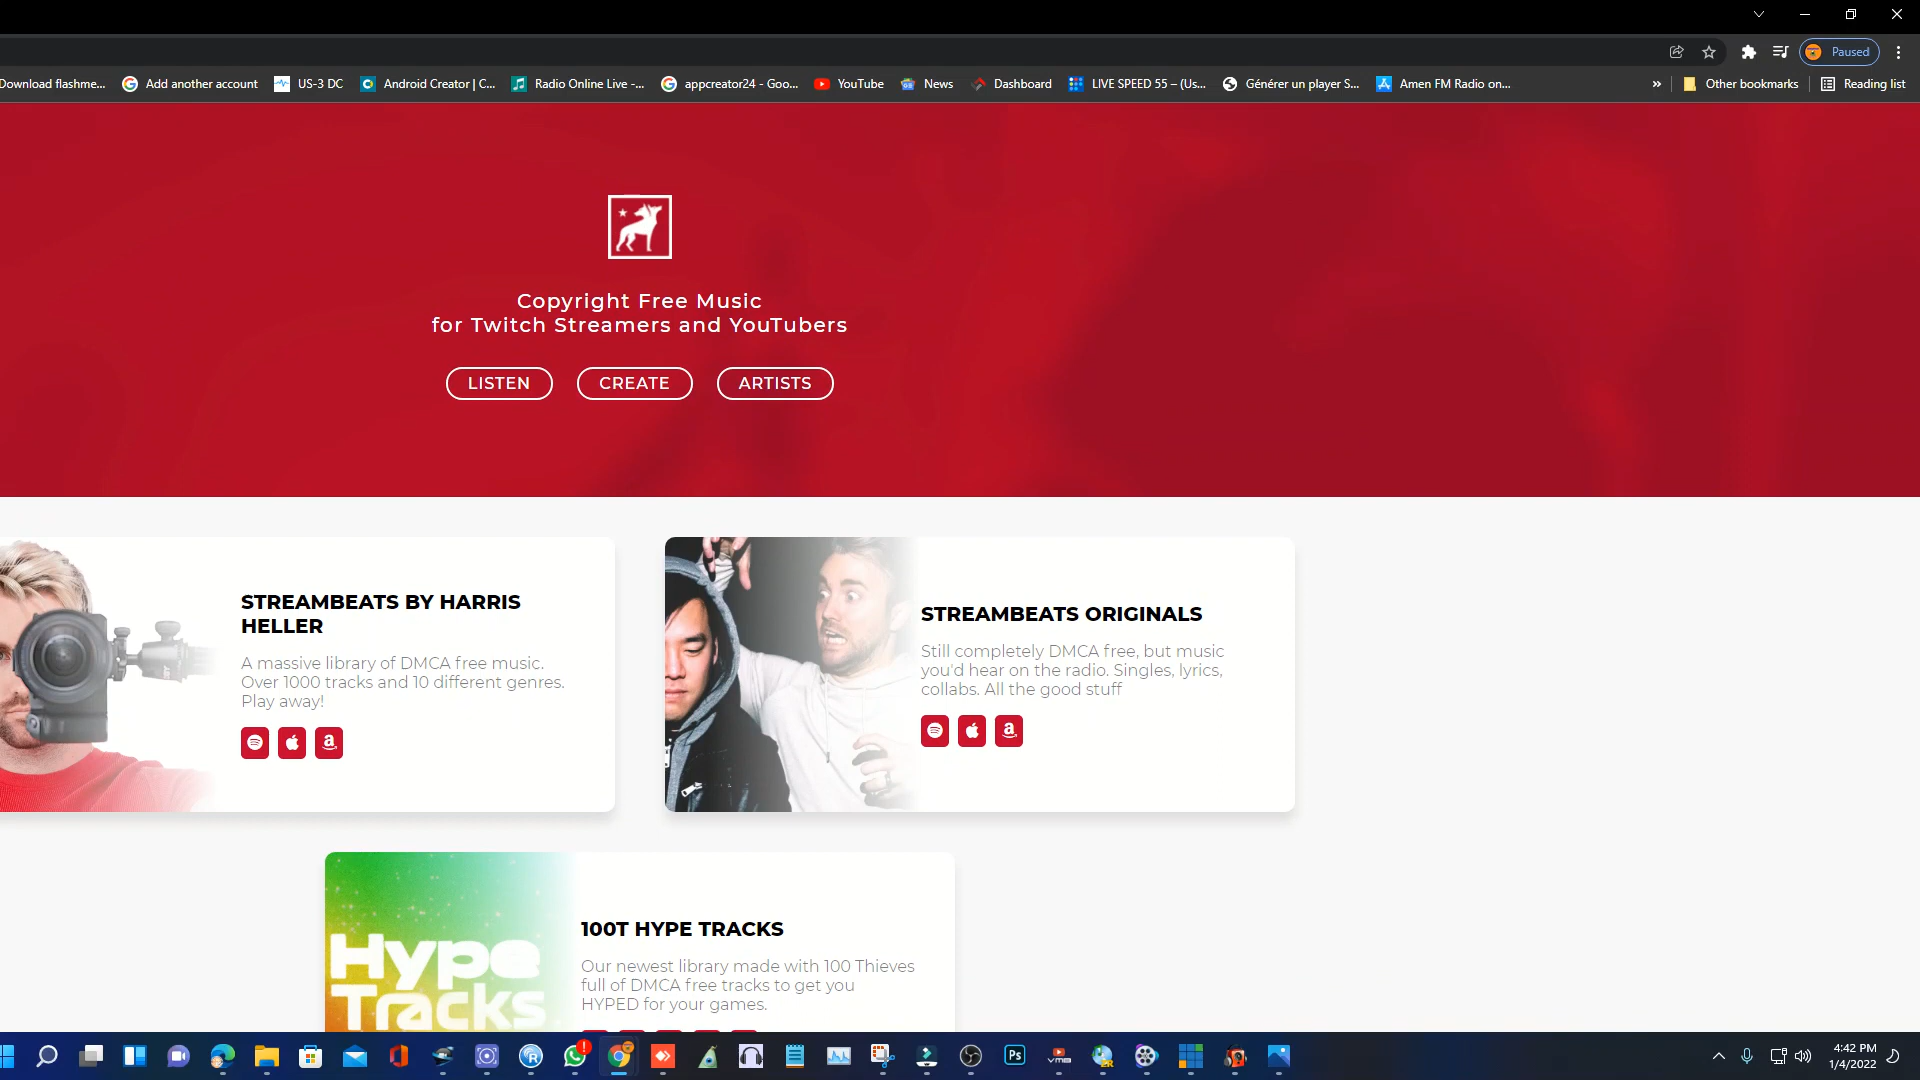 Paused
Download flashme...
Add another account
US-3 DC
Android Creator | C...
Radio Online Live -...
appcreator24 - Goo...
YouTube
News
Dashboard
LIVE SPEED 55 – (Us...
Générer un player S...
Amen FM Radio on...
»
Other bookmarks
Reading list
Copyright Free Music
for Twitch Streamers and YouTubers
LISTEN
CREATE
ARTISTS
STREAMBEATS BY HARRIS
HELLER
A massive library of DMCA free music.
Over 1000 tracks and 10 different genres.
Play away!
STREAMBEATS ORIGINALS
Still completely DMCA free, but music
you'd hear on the radio. Singles, lyrics,
collabs. All the good stuff
Hype
Tracks
100T HYPE TRACKS
Our newest library made with 100 Thieves
full of DMCA free tracks to get you
HYPED for your games.
Ps
4:42 PM
1/4/2022